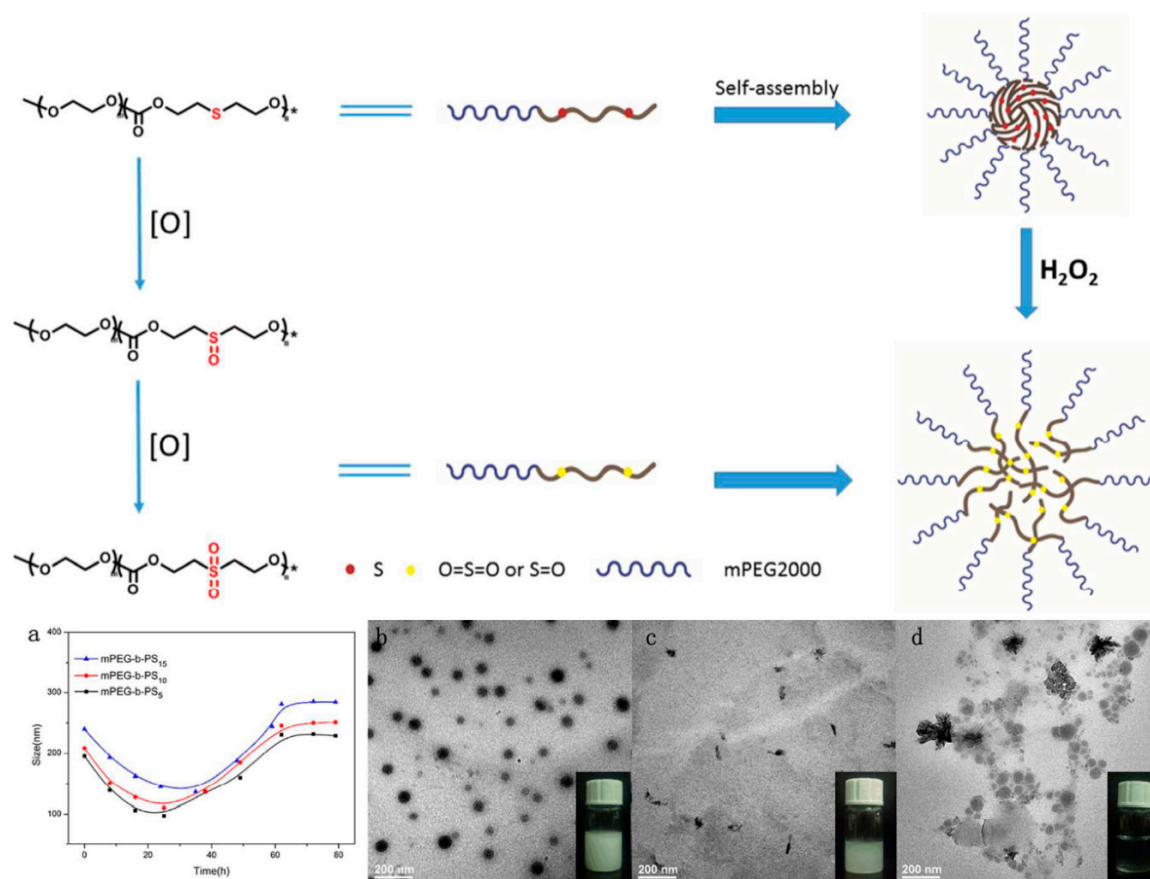 O O m O O S O n *
O
Self-assembly
[O]
H₂O₂
O O m O O S O n *
O O
[O]
O O m O O S O n *
O O O
S O=S=O or S=O mPEG2000
a
400
300
250
100
Size(nm)
mPEG-b-PS₁₅
mPEG-b-PS₁₀
mPEG-b-PS₅
0 20 40 60 80
Time(h)
b
200 nm
c
200 nm
d
200 nm